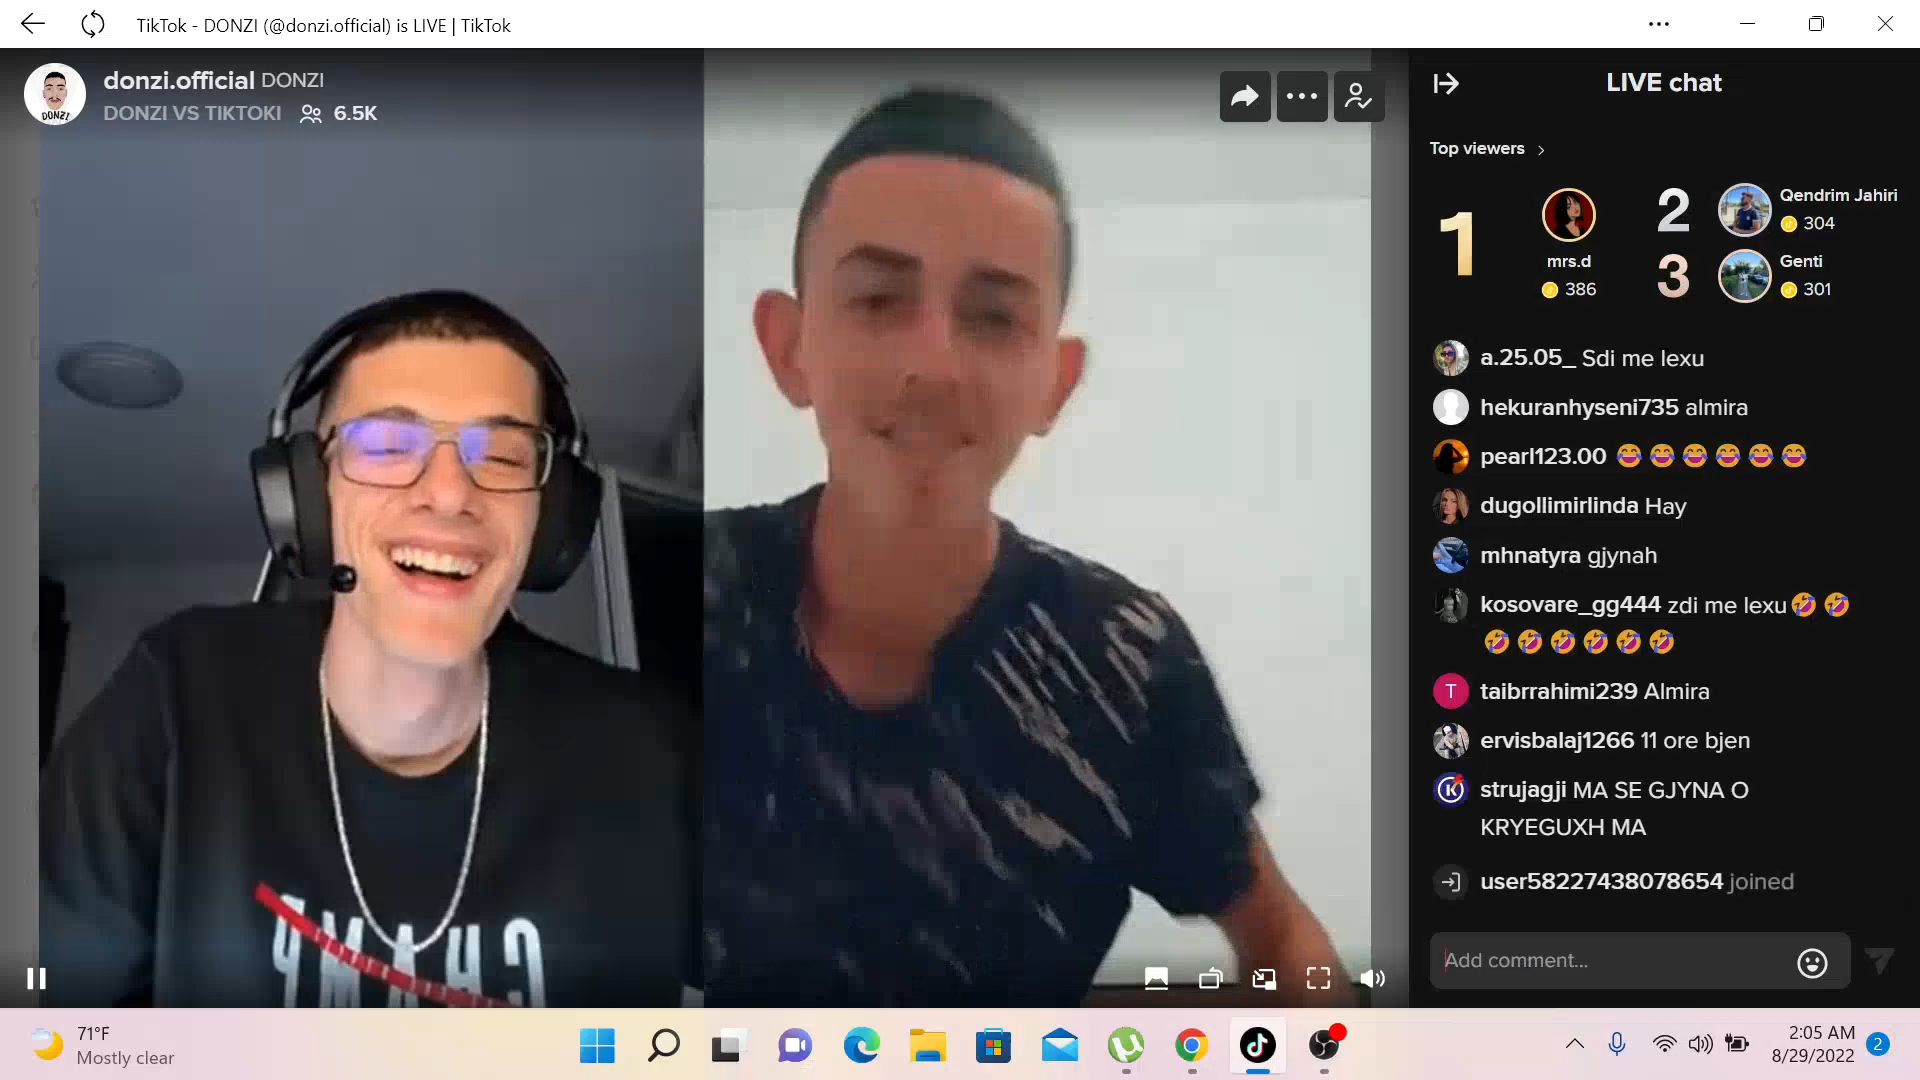 TikTok - DONZI (@donzi.official) is LIVE | TikTok
donzi.official DONZI
DONZI VS TIKTOKI 6.5K
DONZI
LIVE chat
Top viewers
1
mrs.d
386
2
Qendrim Jahiri
304
3
Genti
301
a.25.05_ Sdi me lexu
hekuranhyseni735 almira
pearl123.00 😂😂😂😂😂😂
dugollimirlinda Hay
mhnatyra gjynah
kosovare_gg444 zdi me lexu🤣🤣
🤣🤣🤣🤣🤣🤣
T
taibrrahimi239 Almira
ervisbalaj1266 11 ore bjen
strujagji MA SE GJYNA O
KRYEGUXH MA
user58227438078654 joined
Add comment...
CHAMP
71°F
Mostly clear
2:05 AM
8/29/2022
2